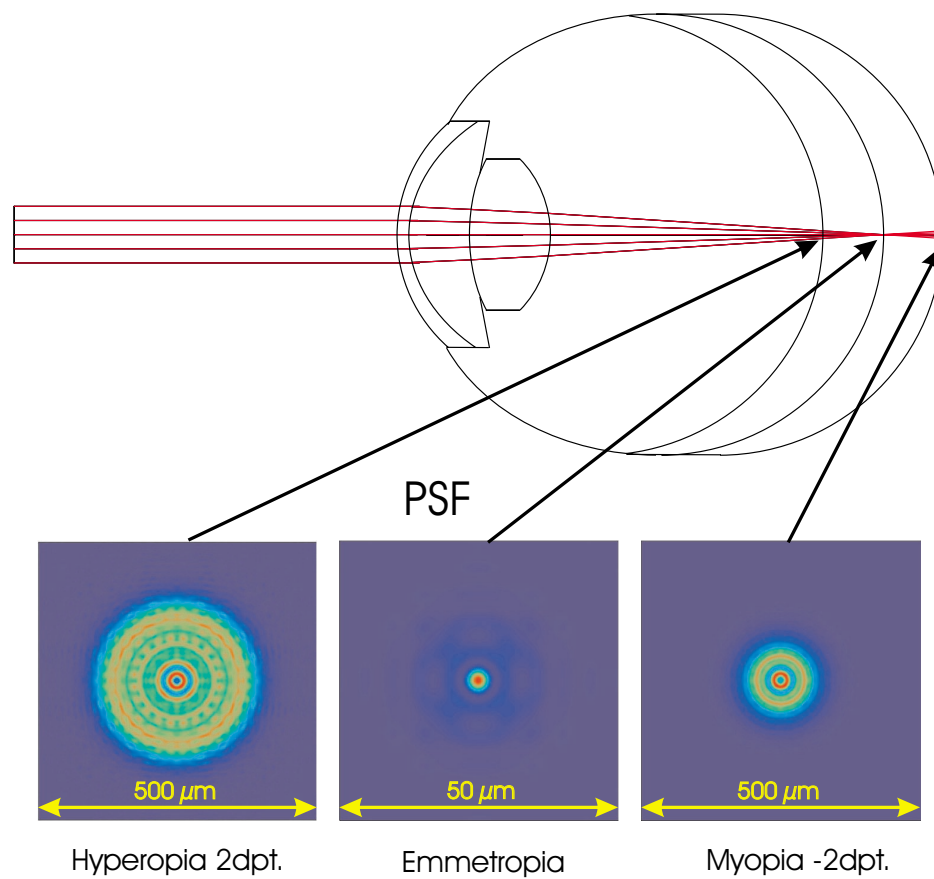 PSF
500 µm
50 µm
500 µm
Hyperopia 2dpt.
Emmetropia
Myopia -2dpt.